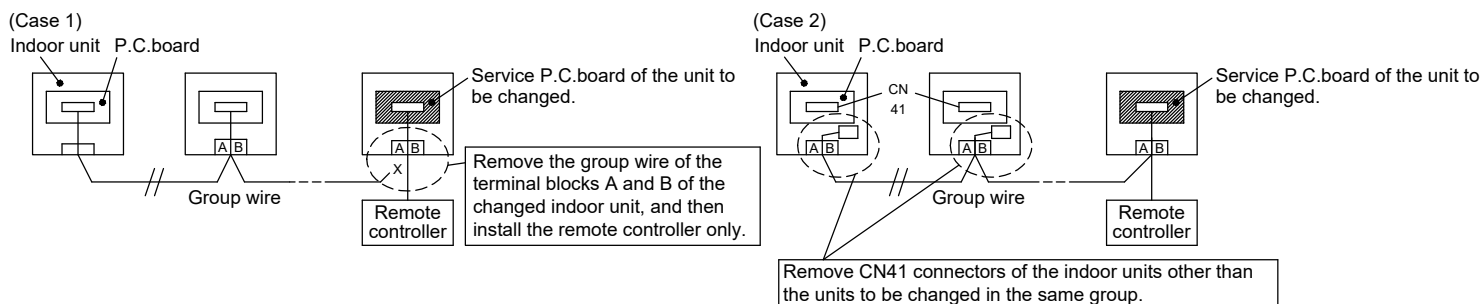 (Case 1)
Indoor unit P.C.board
Service P.C.board of the unit to
be changed.
A B
A B
X
Group wire
Remote
controller
Remove the group wire of the
terminal blocks A and B of the
changed indoor unit, and then
install the remote controller only.
(Case 2)
Indoor unit P.C.board
CN
41
Service P.C.board of the unit to
be changed.
A B
A B
A B
Group wire
Remote
controller
Remove CN41 connectors of the indoor units other than
the units to be changed in the same group.